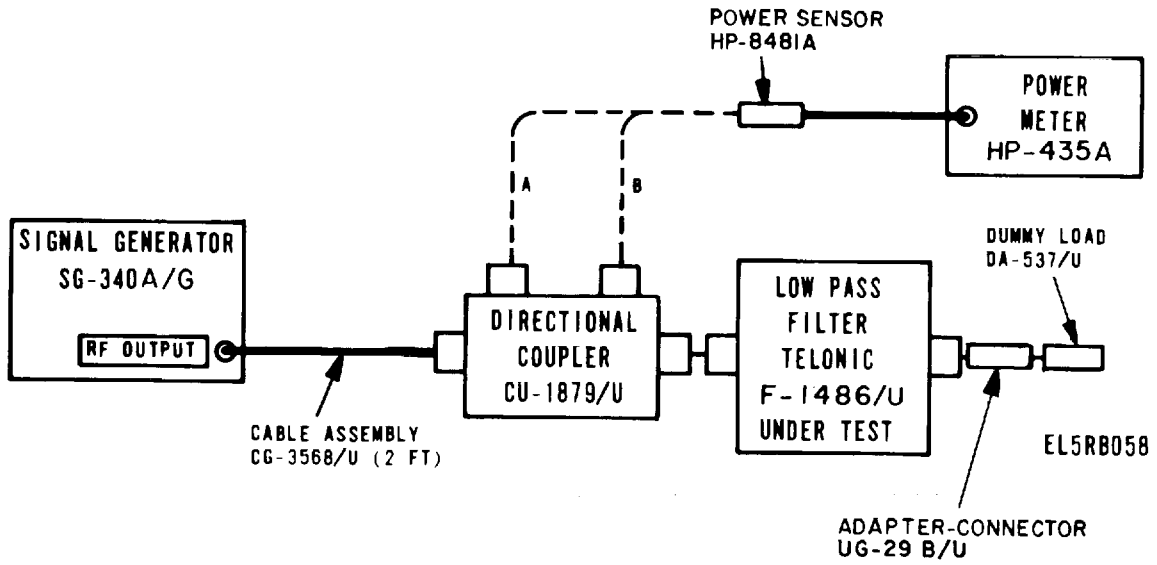 POWER SENSOR
HP-8481A
POWER
METER
HP-435A
A
B
SIGNAL GENERATOR
SG-340A/G
RF OUTPUT
DUMMY LOAD
DA-537/U
DIRECTIONAL
COUPLER
CU-1879/U
LOW PASS
FILTER
TELONIC
F-1486/U
UNDER TEST
CABLE ASSEMBLY
CG-3568/U (2 FT)
EL5RB058
ADAPTER-CONNECTOR
UG-29 B/U